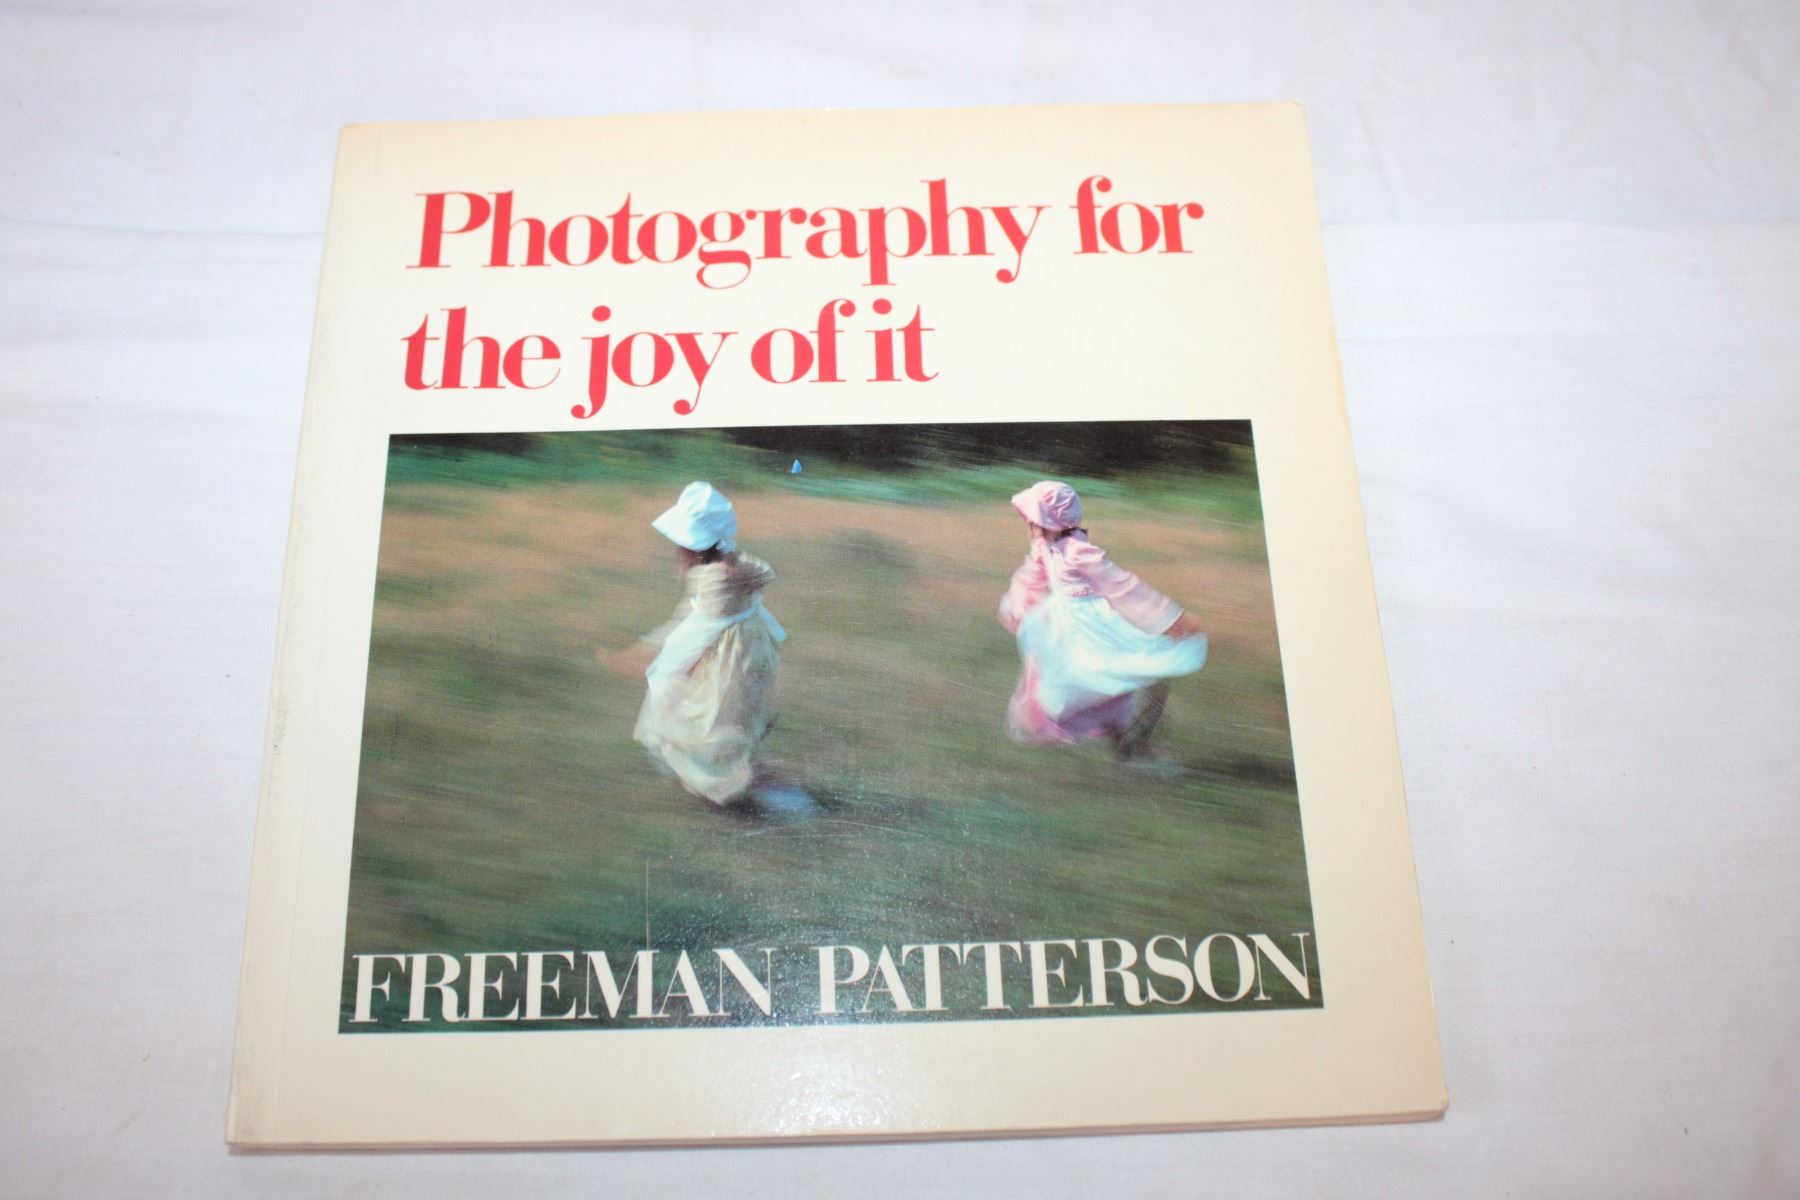 Photography for
the joy of it
FREEMAN PATTERSON